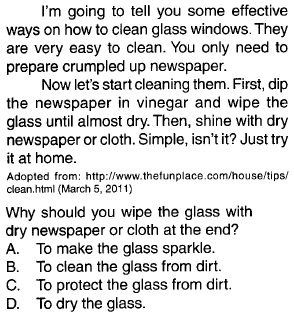 I'm going to tell you some effective
ways on how to clean glass windows. They
are very easy to clean. You only need to
prepare crumpled up newspaper.
Now let's start cleaning them. First, dip
the newspaper in vinegar and wipe the
glass until almost dry. Then, shine with dry
newspaper or cloth. Simple, isn't it? Just try
it at home.
Adopted from: http://www.thefunplace.com/house/tips/
clean.html (March 5, 2011)
Why should you wipe the glass with
dry newspaper or cloth at the end?
A. To make the glass sparkle.
B. To clean the glass from dirt.
C. To protect the glass from dirt.
D. To dry the glass.